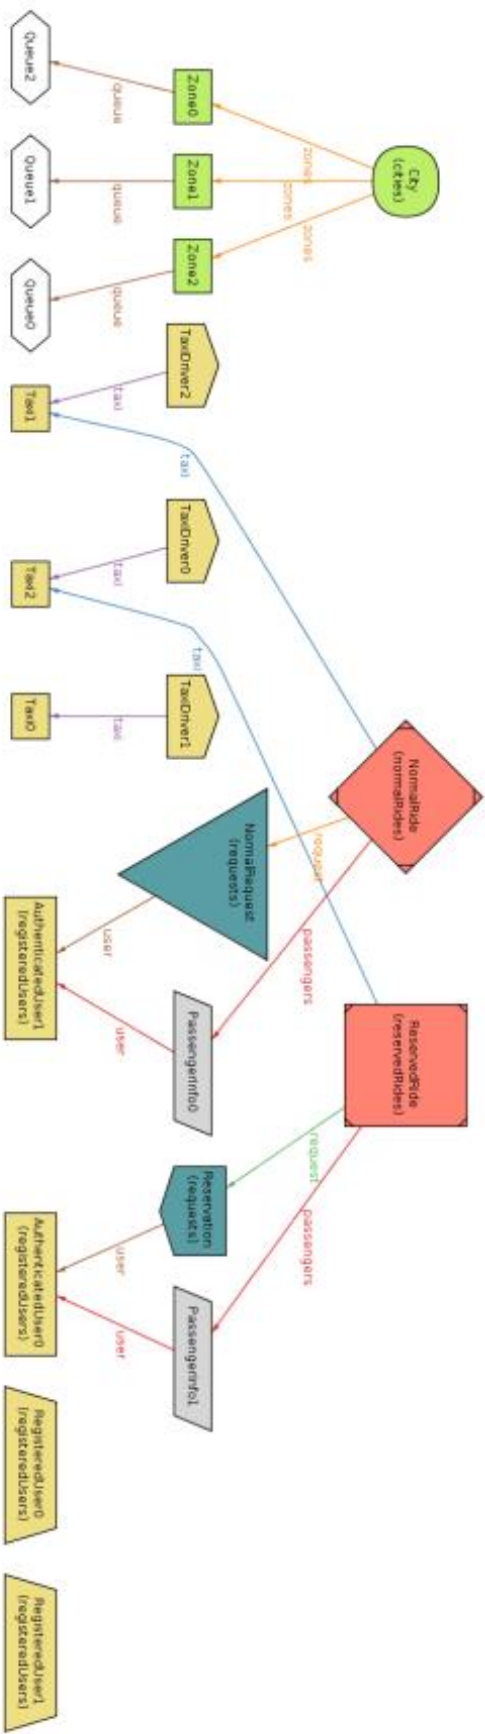 City
(cities)
NormalRide
(normalRides)
ReservedRide
(reservedRides)
zones
zones
zones
request
passengers
request
passengers
Zone0
Zone1
Zone2
TaxiDriver2
TaxiDriver0
TaxiDriver1
NormalRequest
(requests)
PassengerInfo0
Reservation
(requests)
PassengerInfo1
taxi
taxi
queue
queue
queue
taxi
taxi
taxi
user
user
user
user
Queue2
Queue1
Queue0
Taxi1
Taxi2
Taxi0
AuthenticatedUser1
(registeredUsers)
AuthenticatedUser0
(registeredUsers)
RegisteredUser0
(registeredUsers)
RegisteredUser1
(registeredUsers)